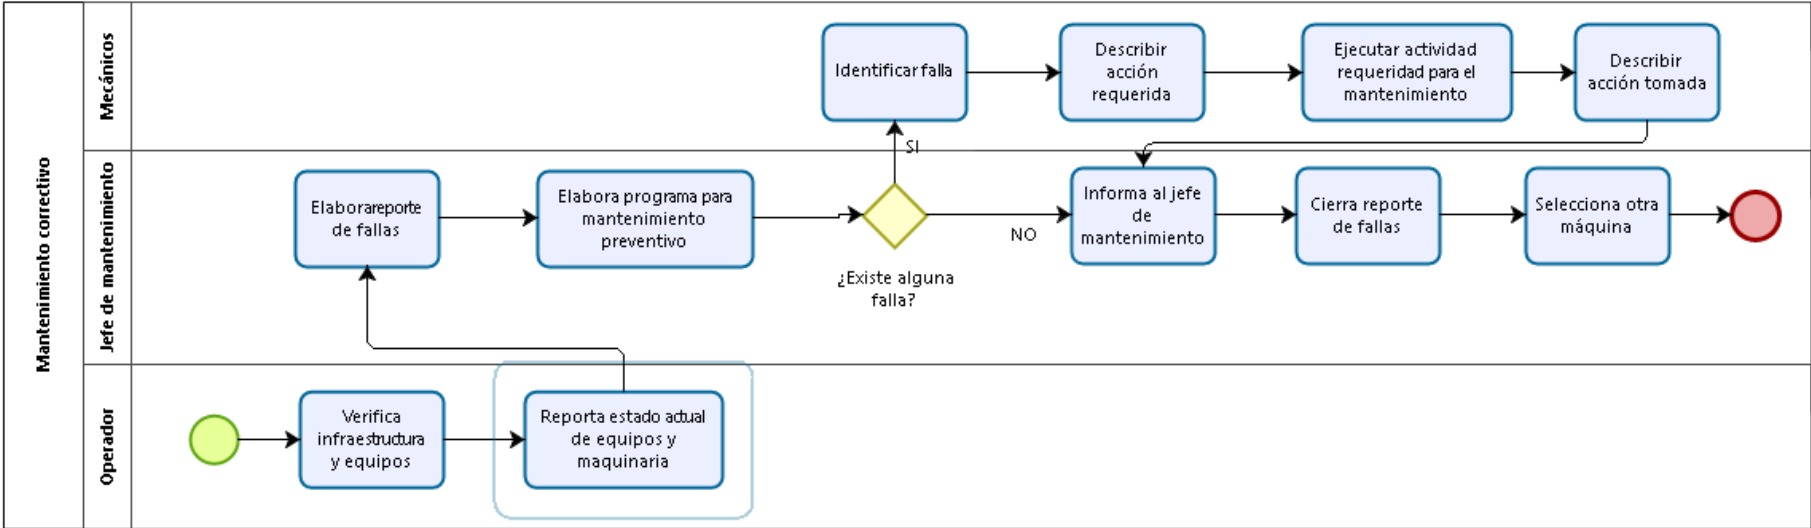 Mantenimiento correctivo
Mecánicos
Identificar falla
Describir
acción
requerida
Ejecutar actividad
requeridad para el
mantenimiento
Describir
acción tomada
SI
Jefe de mantenimiento
Elabora reporte
de fallas
Elabora programa para
mantenimiento
preventivo
¿Existe alguna
falla?
NO
Informa al jefe
de
mantenimiento
Cierra reporte
de fallas
Selecciona otra
máquina
Operador
Verifica
infraestructura
y equipos
Reporta estado actual
de equipos y
maquinaria